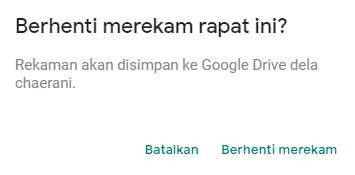 Berhenti merekam rapat ini?
Rekaman akan disimpan ke Google Drive dela
chaerani.
Batalkan Berhenti merekam